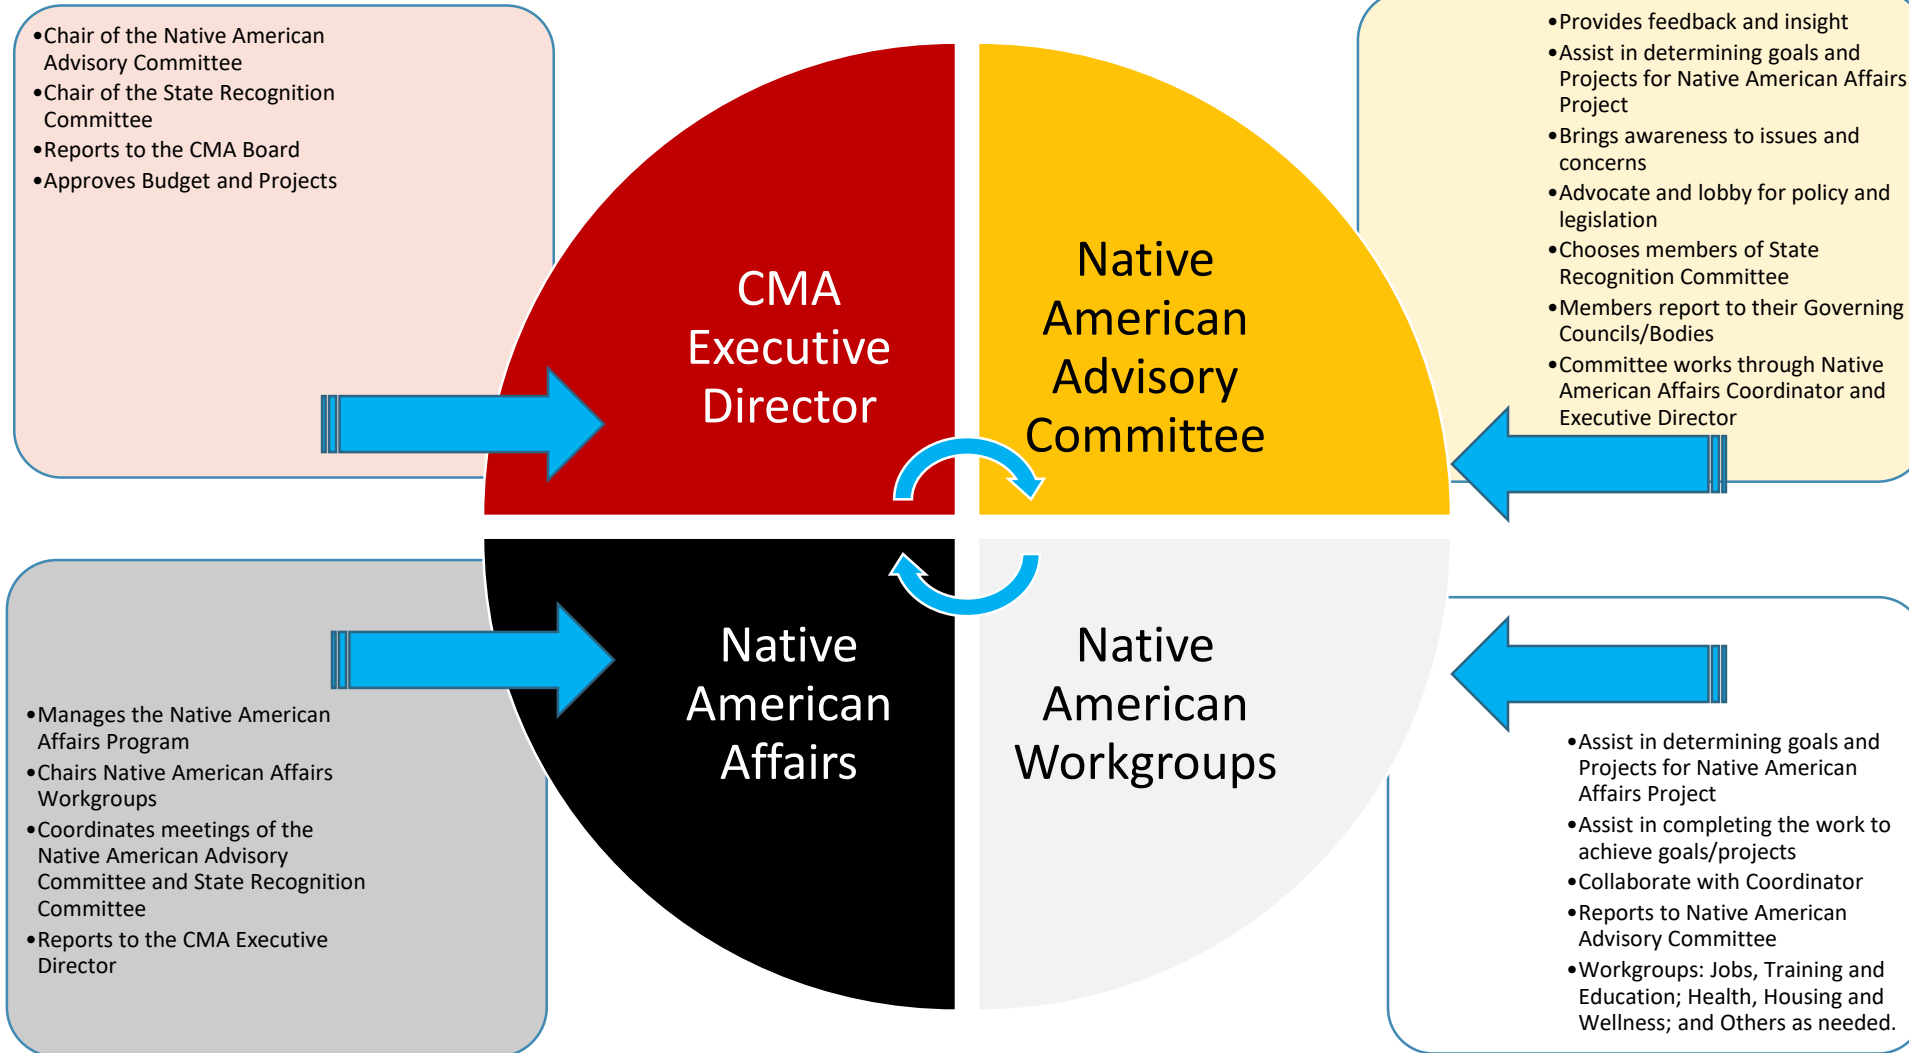 •Chair of the Native American
Advisory Committee
•Chair of the State Recognition
Committee
•Reports to the CMA Board
•Approves Budget and Projects
CMA
Executive
Director
Native
American
Advisory
Committee
•Provides feedback and insight
•Assist in determining goals and
Projects for Native American Affairs
Project
•Brings awareness to issues and
concerns
•Advocate and lobby for policy and
legislation
•Chooses members of State
Recognition Committee
•Members report to their Governing
Councils/Bodies
•Committee works through Native
American Affairs Coordinator and
Executive Director
•Manages the Native American
Affairs Program
•Chairs Native American Affairs
Workgroups
•Coordinates meetings of the
Native American Advisory
Committee and State Recognition
Committee
•Reports to the CMA Executive
Director
Native
American
Affairs
Native
American
Workgroups
•Assist in determining goals and
Projects for Native American
Affairs Project
•Assist in completing the work to
achieve goals/projects
•Collaborate with Coordinator
•Reports to Native American
Advisory Committee
•Workgroups: Jobs, Training and
Education; Health, Housing and
Wellness; and Others as needed.